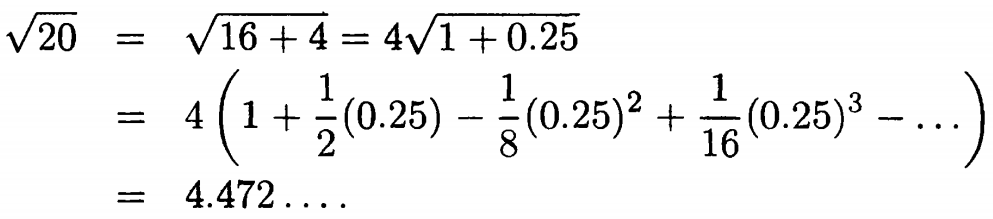 √20 = √16 + 4 = 4√1 + 0.25
= 4 ( 1 + 1/2 (0.25) − 1/8 (0.25)² + 1/16 (0.25)³ − … )
= 4.472 … .